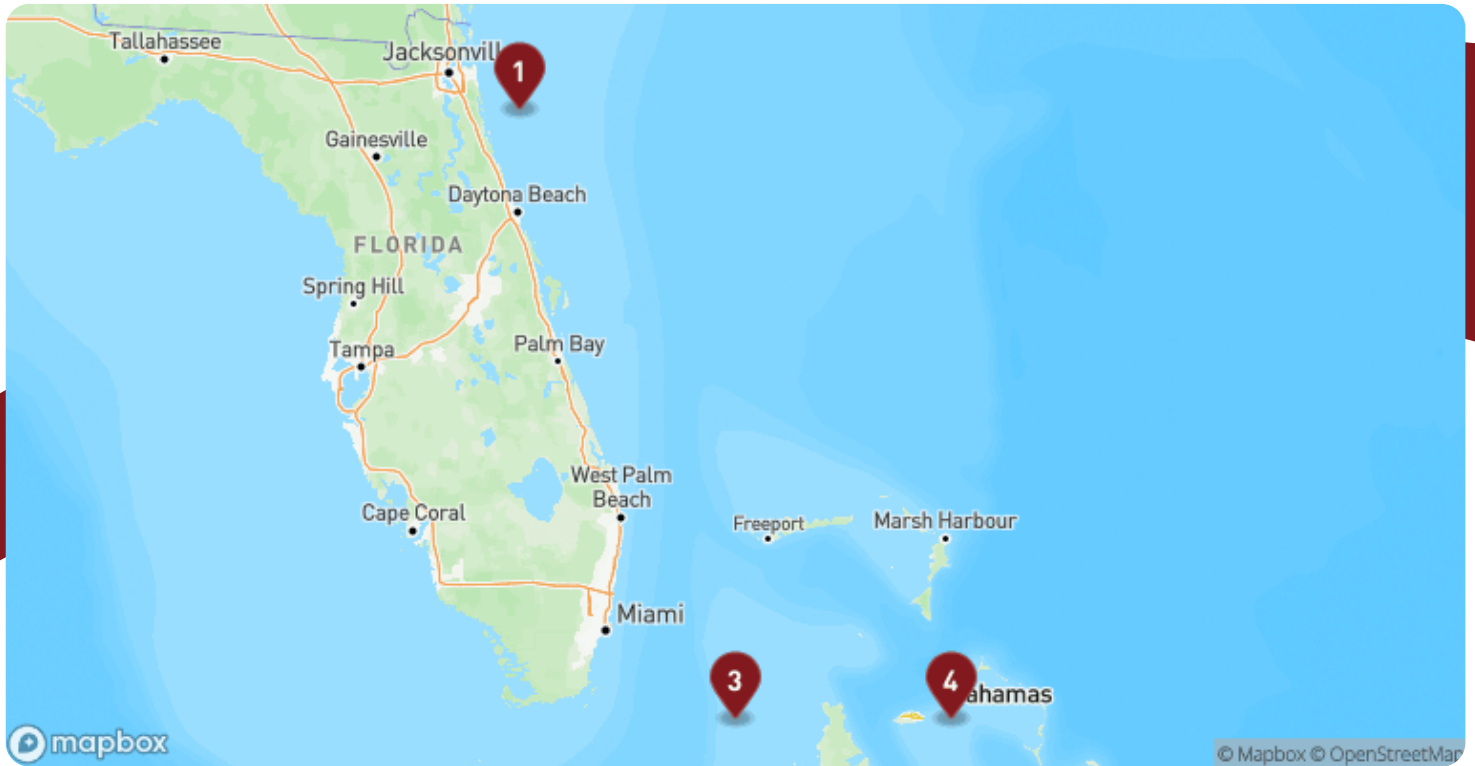 Tallahassee
Jacksonvill
1
Gainesville
Daytona Beach
FLORIDA
Spring Hill
Tampa
Palm Bay
West Palm
Beach
Cape Coral
Freeport
Marsh Harbour
Miami
3
4
ahamas
mapbox
© Mapbox © OpenStreetMap